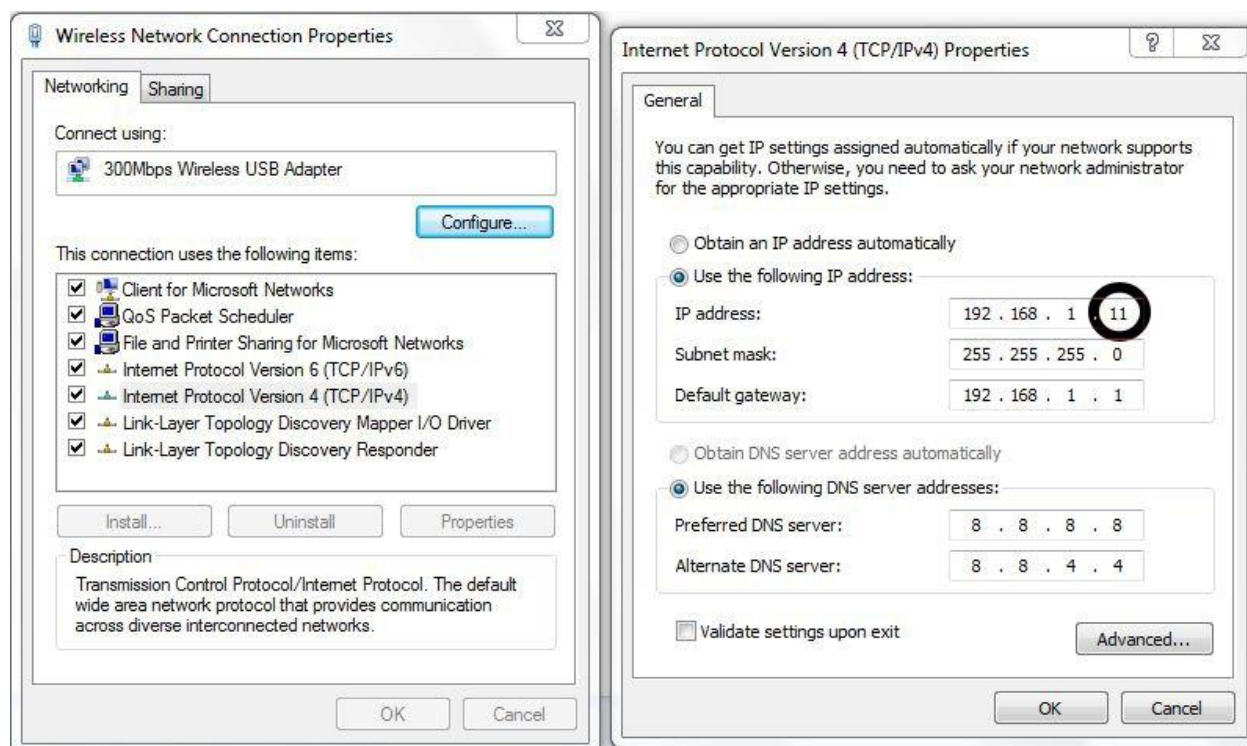 Wireless Network Connection Properties
Networking
Sharing
Connect using:
300Mbps Wireless USB Adapter
Configure...
This connection uses the following items:
Client for Microsoft Networks
QoS Packet Scheduler
File and Printer Sharing for Microsoft Networks
Internet Protocol Version 6 (TCP/IPv6)
Internet Protocol Version 4 (TCP/IPv4)
Link-Layer Topology Discovery Mapper I/O Driver
Link-Layer Topology Discovery Responder
Install...
Uninstall
Properties
Description
Transmission Control Protocol/Internet Protocol. The default
wide area network protocol that provides communication
across diverse interconnected networks.
OK
Cancel
Internet Protocol Version 4 (TCP/IPv4) Properties
General
You can get IP settings assigned automatically if your network supports
this capability. Otherwise, you need to ask your network administrator
for the appropriate IP settings.
Obtain an IP address automatically
Use the following IP address:
IP address: 192 . 168 . 1 . 11
Subnet mask: 255 . 255 . 255 . 0
Default gateway: 192 . 168 . 1 . 1
Obtain DNS server address automatically
Use the following DNS server addresses:
Preferred DNS server: 8 . 8 . 8 . 8
Alternate DNS server: 8 . 8 . 4 . 4
Validate settings upon exit
Advanced...
OK
Cancel